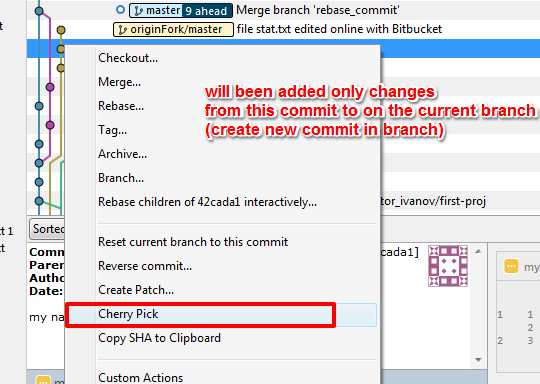 master 9 ahead Merge branch 'rebase_commit'
originFork/master file stat.txt edited online with Bitbucket
Checkout...
Merge...
will been added only changes
Rebase...
from this commit to on the current branch
Tag...
(create new commit in branch)
Archive...
Branch...
Rebase children of 42cada1 interactively...
tor_ivanov/first-proj
t 1
Sorted
Reset current branch to this commit
Comm
cada1]
Paren
Reverse commit...
my
Autho
Date:
Create Patch...
my na
Cherry Pick
1 1
2
2 3
Copy SHA to Clipboard
my
Custom Actions